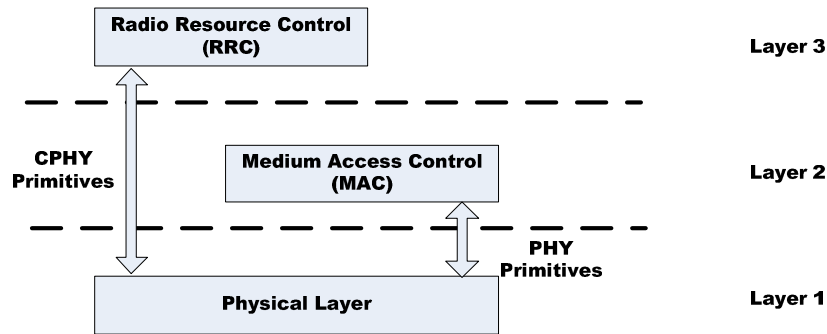 Radio Resource Control
(RRC)
Layer 3
CPHY
Primitives
Medium Access Control
(MAC)
Layer 2
PHY
Primitives
Physical Layer
Layer 1